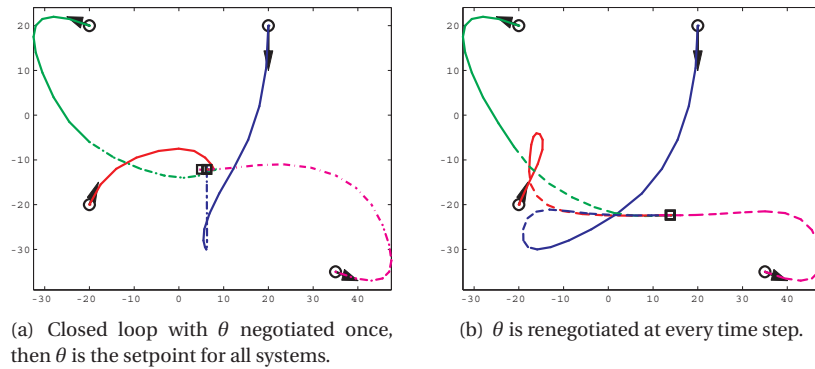 20
10
0
-10
-20
-30
-30 -20 -10 0 10 20 30 40
20
10
0
-10
-20
-30
-30 -20 -10 0 10 20 30 40
(a) Closed loop with θ negotiated once,
then θ is the setpoint for all systems.
(b) θ is renegotiated at every time step.